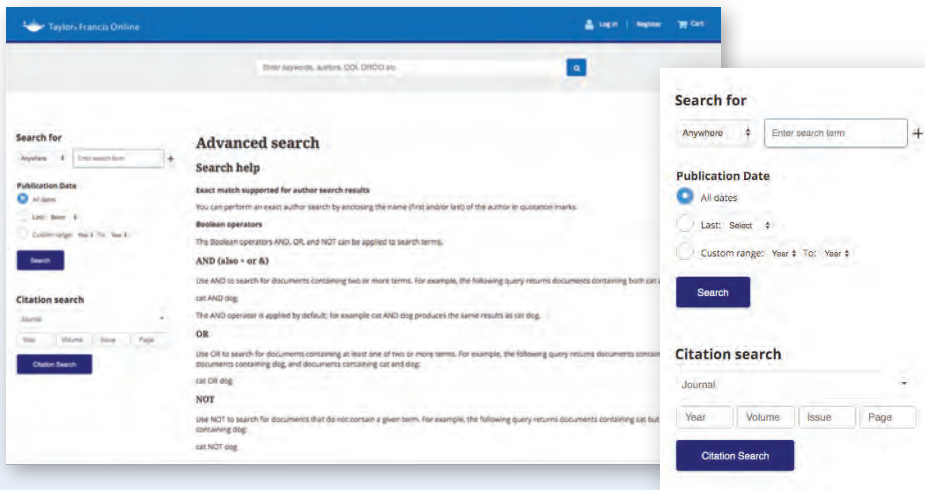 Taylor & Francis Online
Log in | Register Cart
Enter keywords, authors, DOI, ORCID etc
Search for
Anywhere Enter search term +
Publication Date
All dates
Last: Select
Custom range: Year To: Year
Search
Citation search
Journal
Year Volume Issue Page
Citation Search
Advanced search
Search help
Exact match supported for author search results
You can perform an exact author search by enclosing the name (first and/or last) of the author in quotation marks.
Boolean operators
The Boolean operators AND, OR, and NOT can be applied to search terms.
AND (also + or &)
Use AND to search for documents containing two or more terms. For example, the following query returns documents containing both cat
cat AND dog
The AND operator is applied by default; for example cat AND dog produces the same results as cat dog.
OR
Use OR to search for documents containing at least one of two or more terms. For example, the following query returns documents
documents containing dog, and documents containing cat and dog:
cat OR dog
NOT
Use NOT to search for documents that do not contain a given term. For example, the following query returns documents containing cat but
containing dog:
cat NOT dog
Search for
Anywhere Enter search term +
Publication Date
All dates
Last: Select
Custom range: Year To: Year
Search
Citation search
Journal
Year Volume Issue Page
Citation Search